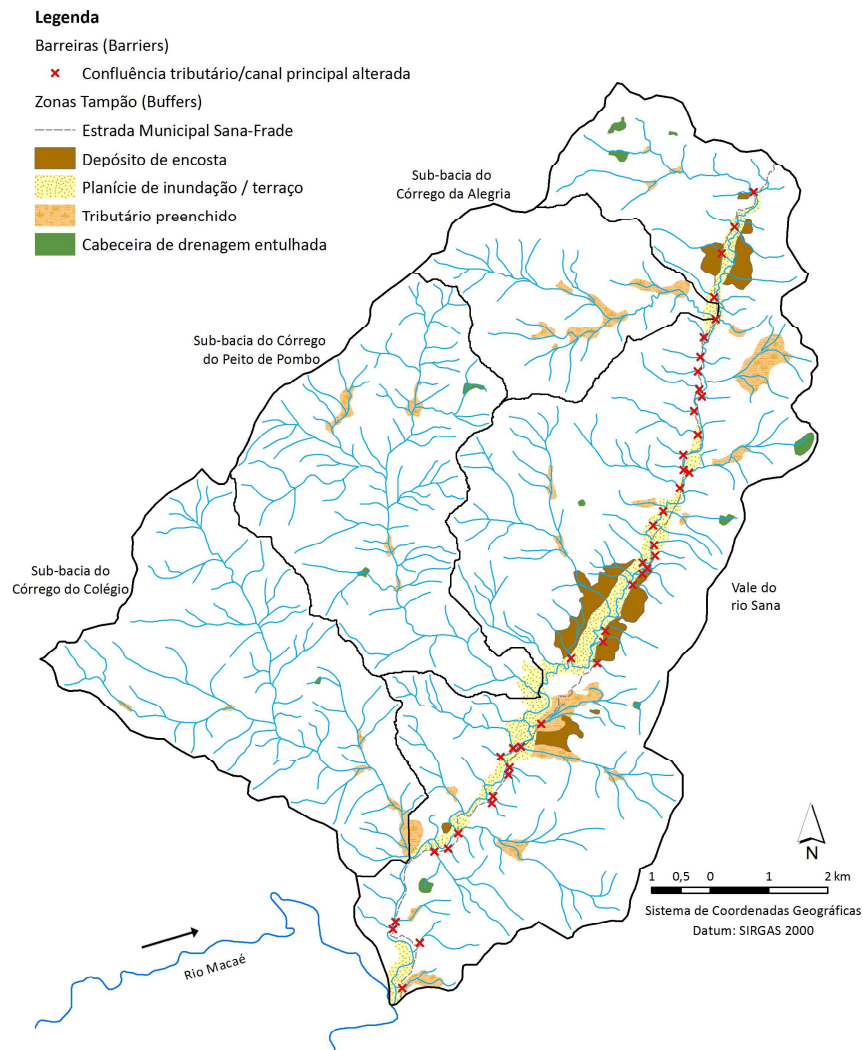 Legenda
Barreiras (Barriers)
Confluência tributário/canal principal alterada
Zonas Tampão (Buffers)
Estrada Municipal Sana-Frade
Depósito de encosta
Planície de inundação / terraço
Tributário preenchido
Cabeceira de drenagem entulhada
Sub-bacia do
Córrego da Alegria
Sub-bacia do Córrego
do Peito de Pombo
Sub-bacia do
Córrego do Colégio
Vale do
rio Sana
N
1 0,5 0 1 2 km
Sistema de Coordenadas Geográficas
Datum: SIRGAS 2000
Rio Macaé